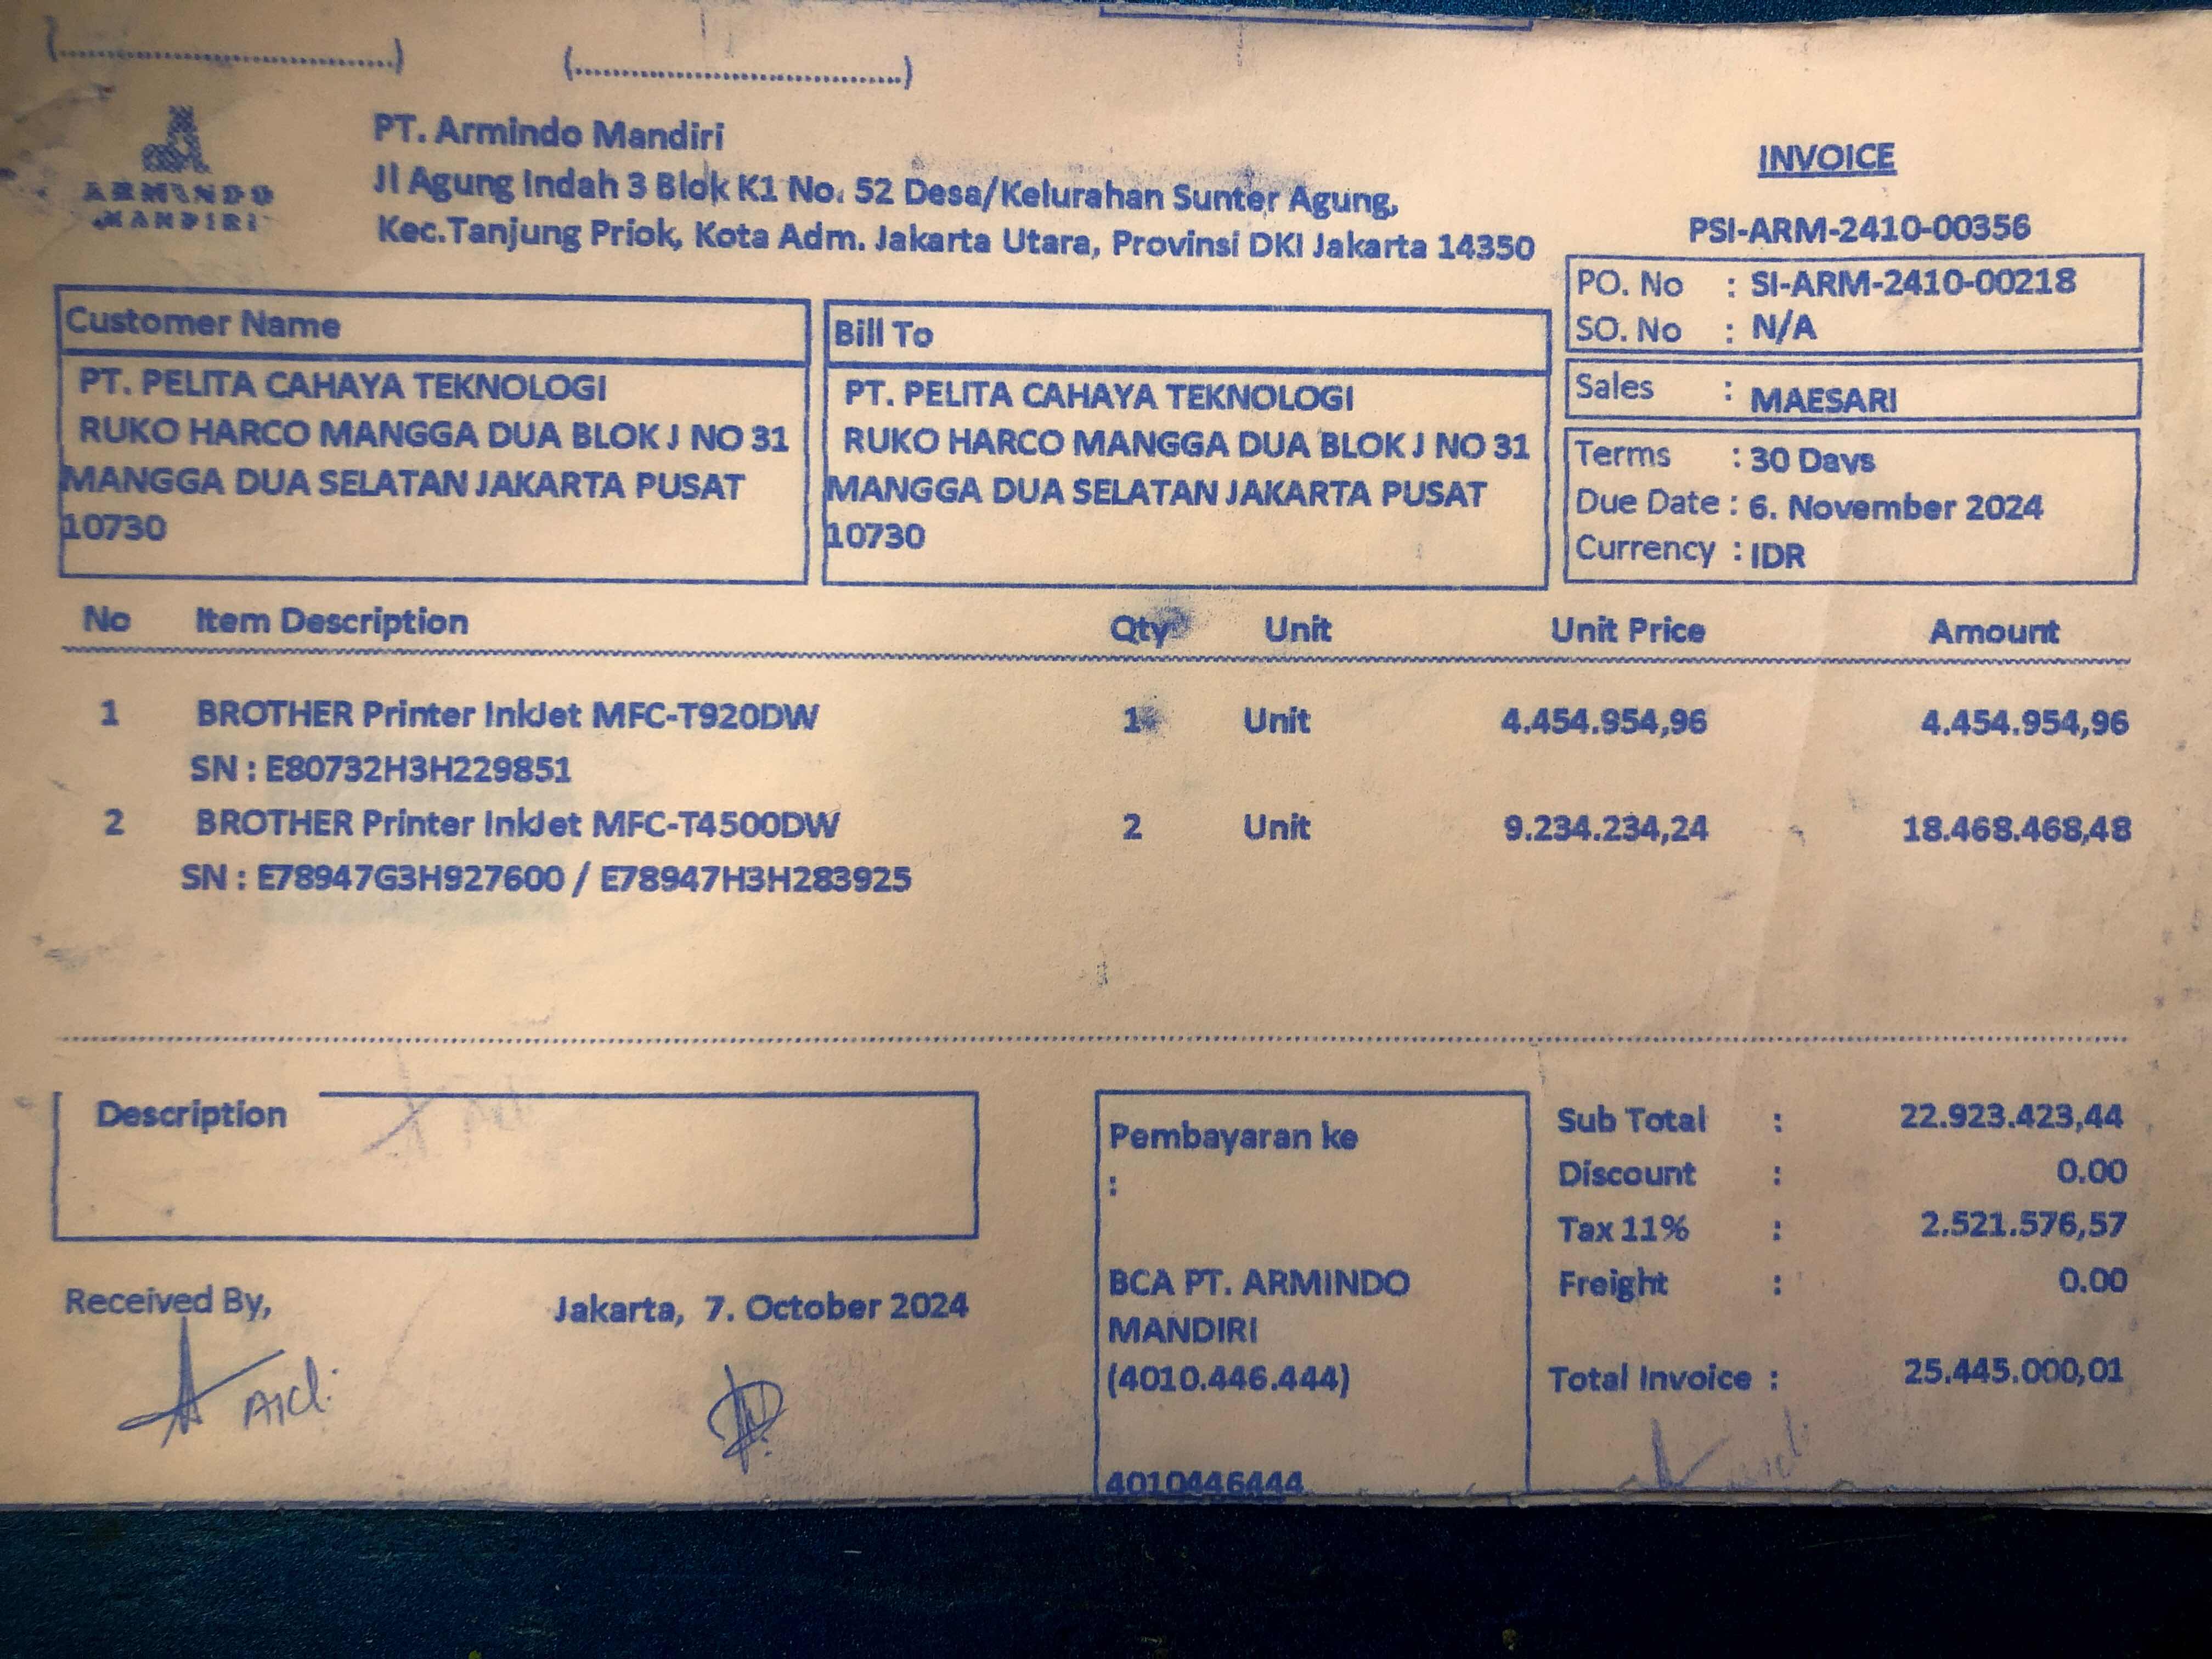 (................................) (................................)
ARMINDO
MANDIRI
PT. Armindo Mandiri
Jl Agung Indah 3 Blok K1 No. 52 Desa/Kelurahan Sunter Agung,
Kec.Tanjung Priok, Kota Adm. Jakarta Utara, Provinsi DKI Jakarta 14350
INVOICE
PSI-ARM-2410-00356
PO. No : SI-ARM-2410-00218
SO. No : N/A
Sales : MAESARI
Terms : 30 Days
Due Date : 6. November 2024
Currency : IDR
Customer Name
PT. PELITA CAHAYA TEKNOLOGI
RUKO HARCO MANGGA DUA BLOK J NO 31
MANGGA DUA SELATAN JAKARTA PUSAT
10730
Bill To
PT. PELITA CAHAYA TEKNOLOGI
RUKO HARCO MANGGA DUA BLOK J NO 31
MANGGA DUA SELATAN JAKARTA PUSAT
10730
No Item Description Qty Unit Unit Price Amount
1 BROTHER Printer InkJet MFC-T920DW 1 Unit 4.454.954,96 4.454.954,96
SN : E80732H3H229851
2 BROTHER Printer InkJet MFC-T4500DW 2 Unit 9.234.234,24 18.468.468,48
SN : E78947G3H927600 / E78947H3H283925
Description
Received By,
Jakarta, 7. October 2024
Pembayaran ke
:
BCA PT. ARMINDO
MANDIRI
(4010.446.444)
4010446444
Sub Total : 22.923.423,44
Discount : 0.00
Tax 11% : 2.521.576,57
Freight : 0.00
Total Invoice : 25.445.000,01